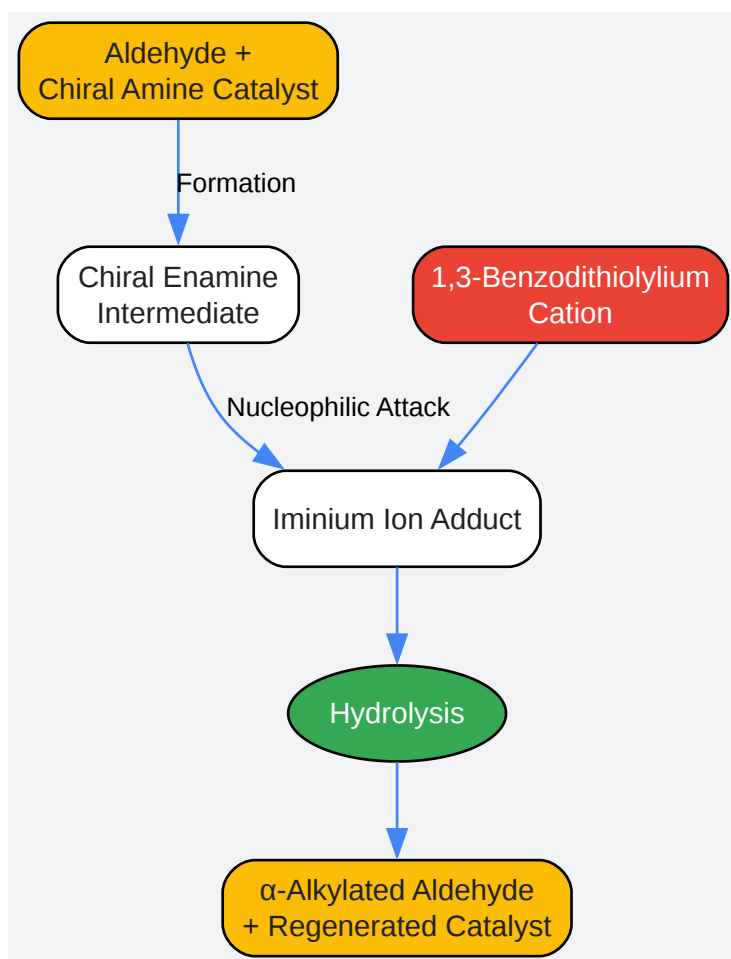 Aldehyde +
Chiral Amine Catalyst
Formation
Chiral Enamine
Intermediate
1,3-Benzodithiolylium
Cation
Nucleophilic Attack
Iminium Ion Adduct
Hydrolysis
α-Alkylated Aldehyde
+ Regenerated Catalyst